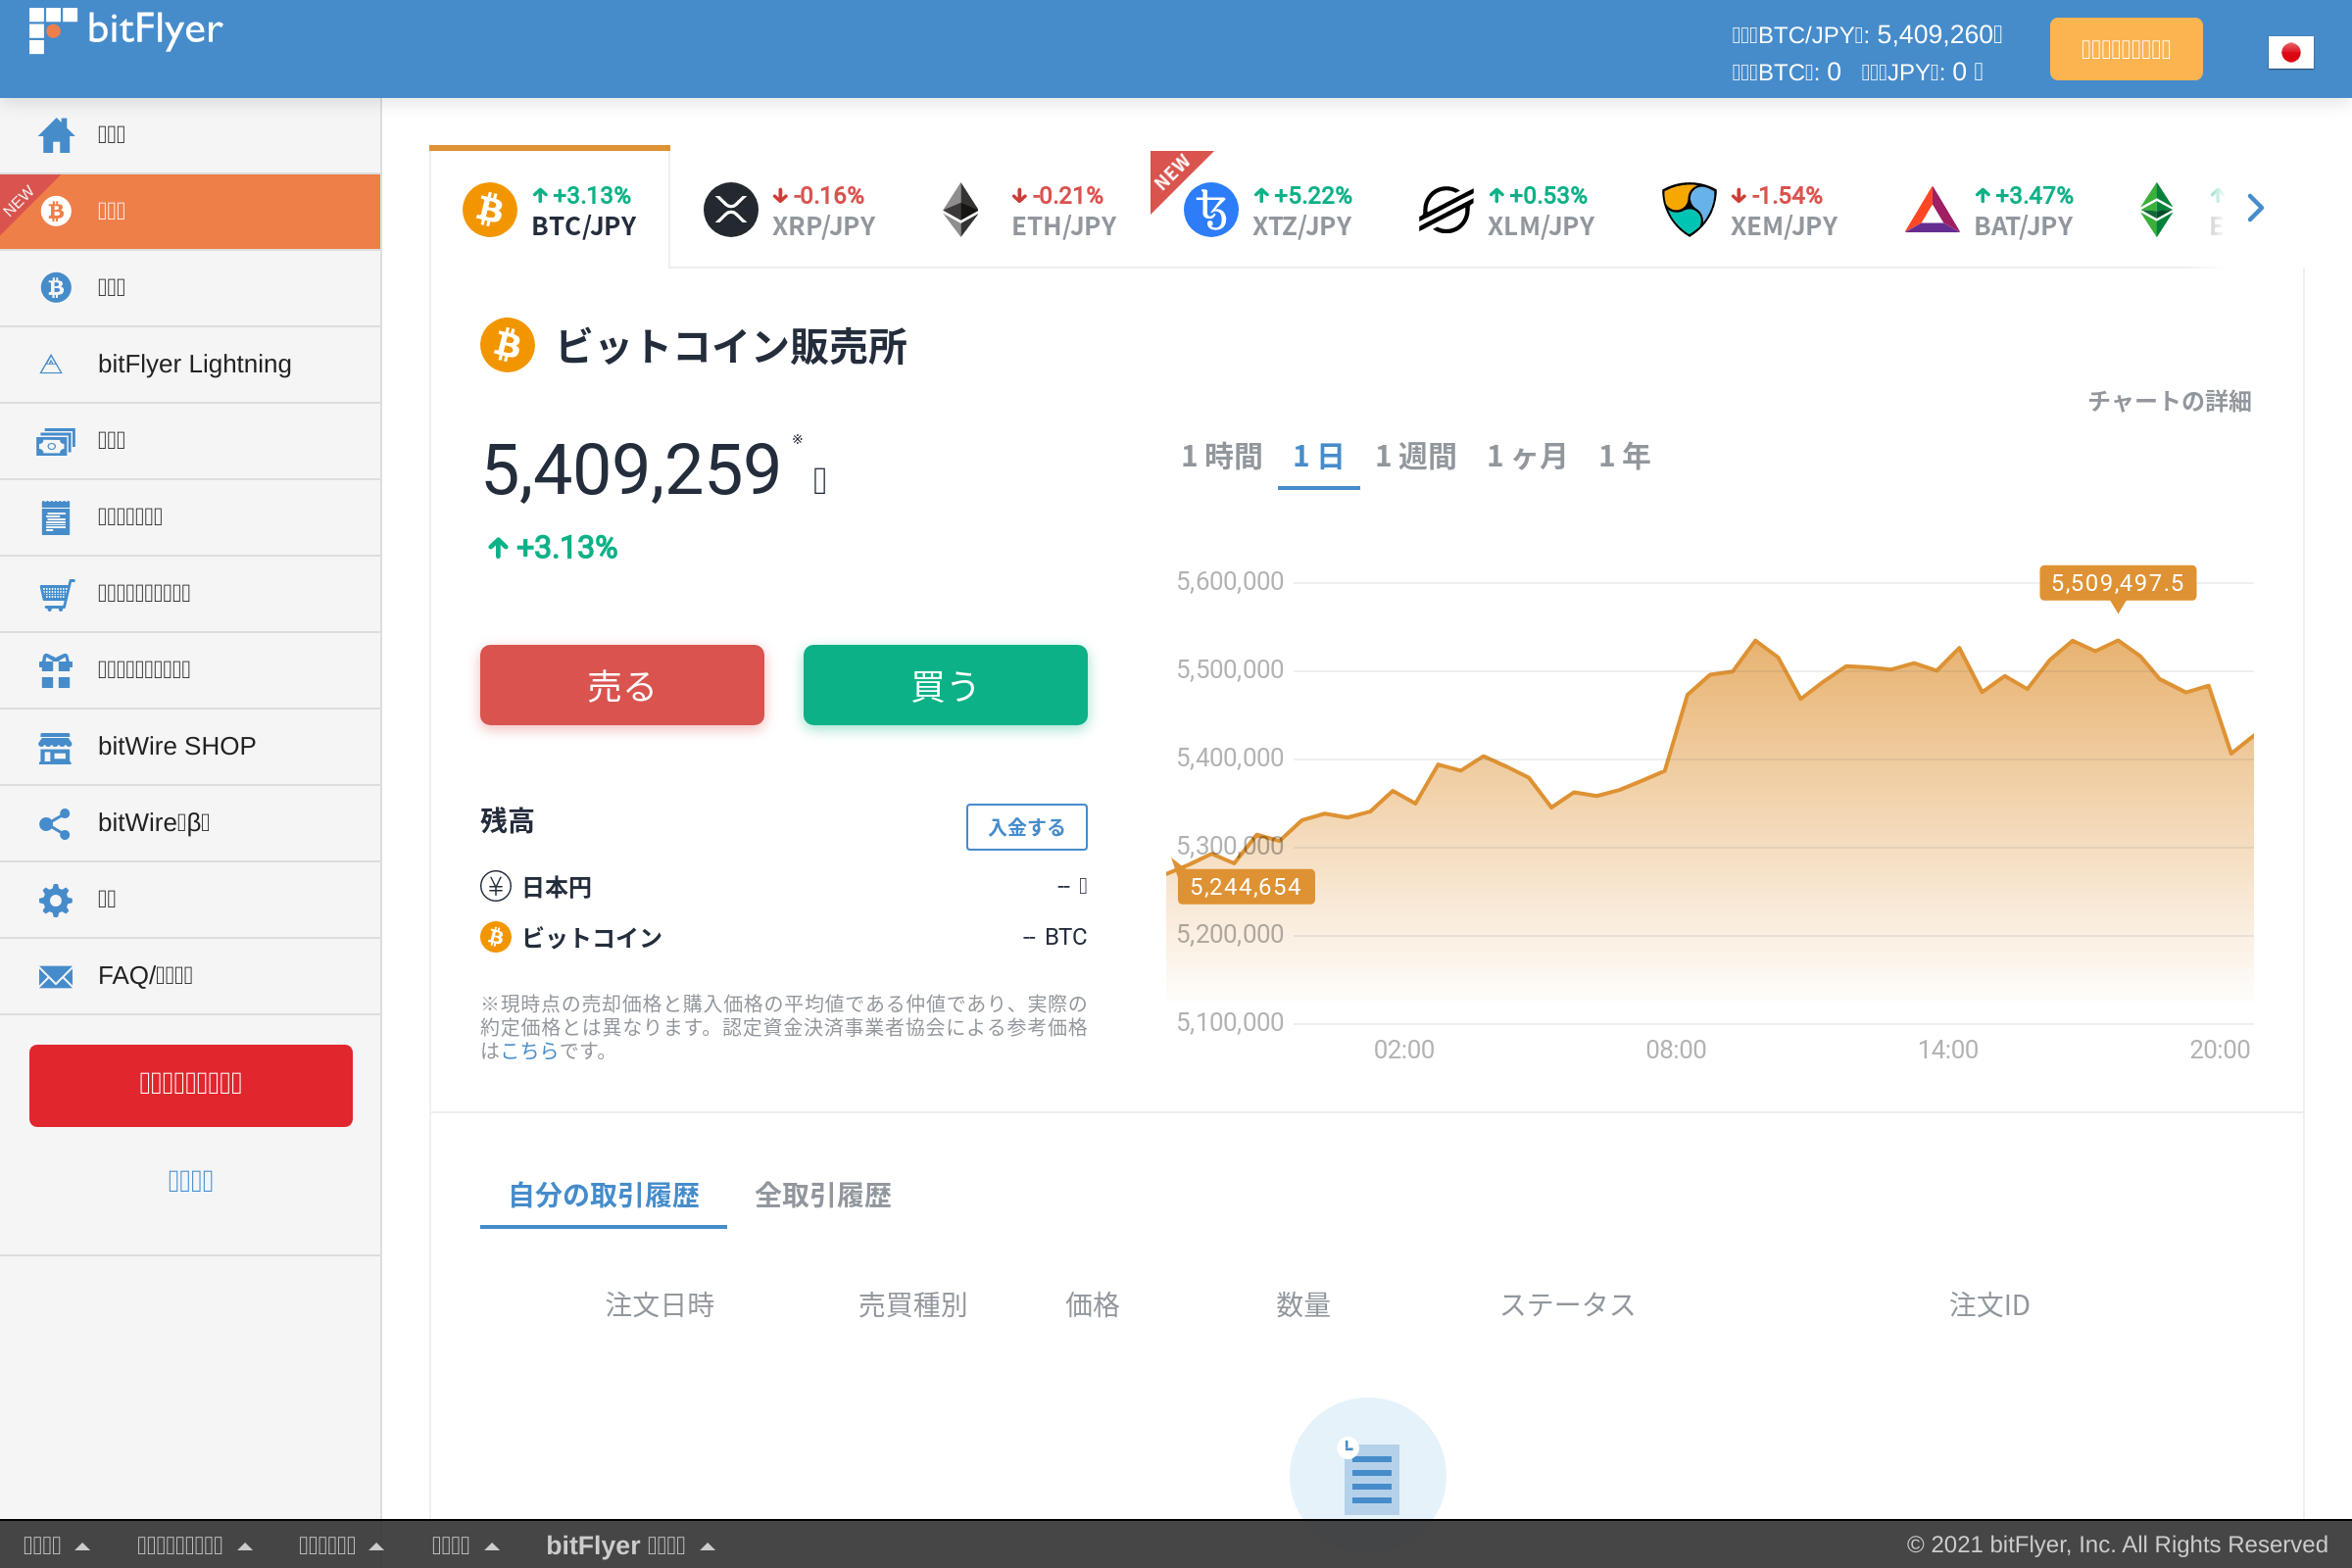 bitFlyer
BTC/JPY: 5,409,260
BTC: 0 JPY: 0
NEW
bitFlyer Lightning
bitWire SHOP
bitWire β
FAQ/
+3.13%
BTC/JPY
-0.16%
XRP/JPY
-0.21%
ETH/JPY
NEW
+5.22%
XTZ/JPY
+0.53%
XLM/JPY
-1.54%
XEM/JPY
+3.47%
BAT/JPY
ビットコイン販売所
チャートの詳細
5,409,259 ※
+3.13%
1 時間 1 日 1 週間 1 ヶ月 1 年
売る 買う
5,600,000
5,509,497.5
5,500,000
5,400,000
5,300,000
5,244,654
5,200,000
5,100,000
02:00 08:00 14:00 20:00
残高 入金する
日本円 --
ビットコイン -- BTC
※現時点の売却価格と購入価格の平均値である仲値であり、実際の
約定価格とは異なります。認定資金決済事業者協会による参考価格
はこちらです。
自分の取引履歴 全取引履歴
注文日時 売買種別 価格 数量 ステータス 注文ID
bitFlyer
© 2021 bitFlyer, Inc. All Rights Reserved